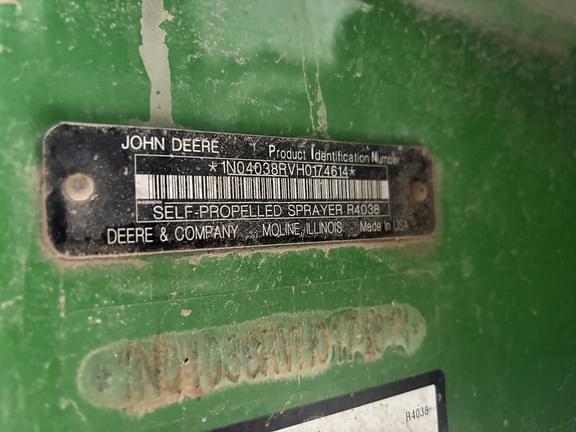 JOHN DEERE Product Identification Number
*1N04038RVH0174614*
SELF-PROPELLED SPRAYER R4038
DEERE & COMPANY MOLINE, ILLINOIS Made in USA
R4038